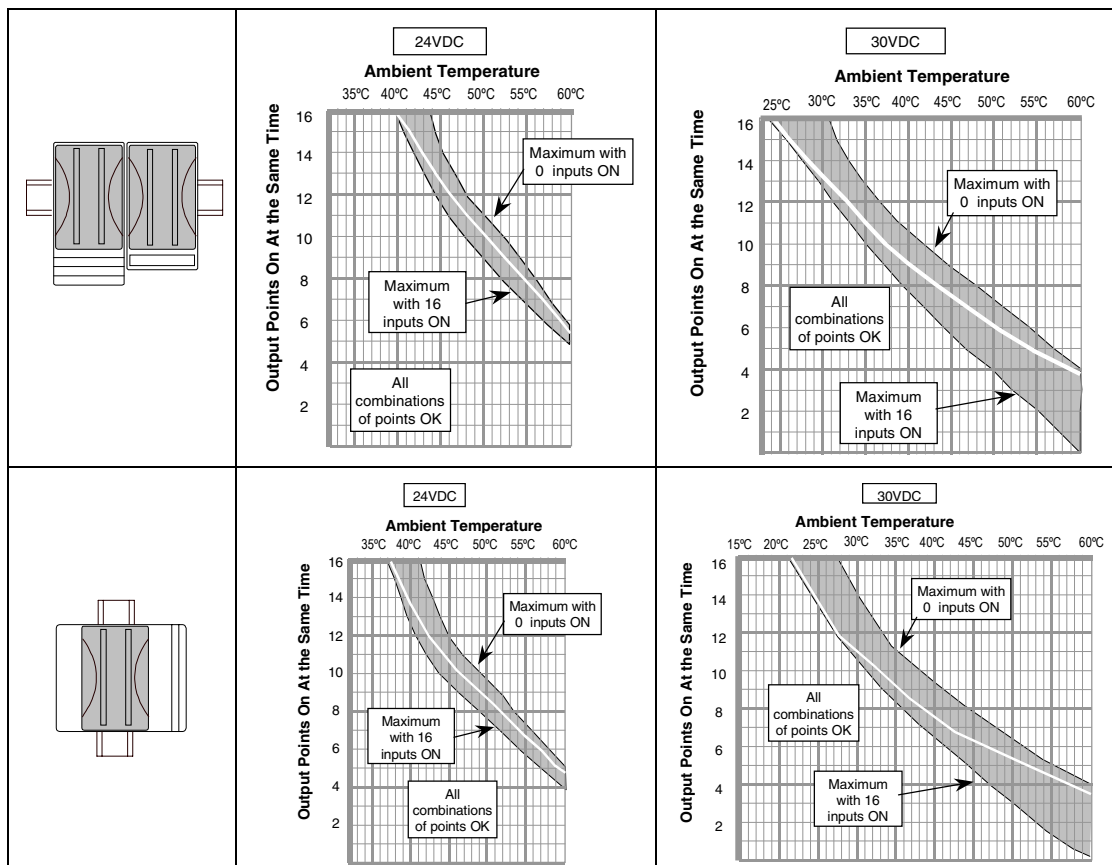 24VDC
Ambient Temperature
35ºC 40ºC 45ºC 50ºC 55ºC 60ºC
Output Points On At the Same Time
16
14
12
10
8
6
4
2
Maximum with
0 inputs ON
Maximum
with 16
inputs ON
All
combinations
of points OK
30VDC
Ambient Temperature
25ºC 30ºC 35ºC 40ºC 45ºC 50ºC 55ºC 60ºC
Output Points On At the Same Time
16
14
12
10
8
6
4
2
Maximum with
0 inputs ON
All
combinations
of points OK
Maximum
with 16
inputs ON
24VDC
Ambient Temperature
35ºC 40ºC 45ºC 50ºC 55ºC 60ºC
Output Points On At the Same Time
16
14
12
10
8
6
4
2
Maximum with
0 inputs ON
Maximum
with 16
inputs ON
All
combinations
of points OK
30VDC
Ambient Temperature
15ºC 20ºC 25ºC 30ºC 35ºC 40ºC 45ºC 50ºC 55ºC 60ºC
Output Points On At the Same Time
16
14
12
10
8
6
4
2
Maximum with
0 inputs ON
All
combinations
of points OK
Maximum
with 16
inputs ON